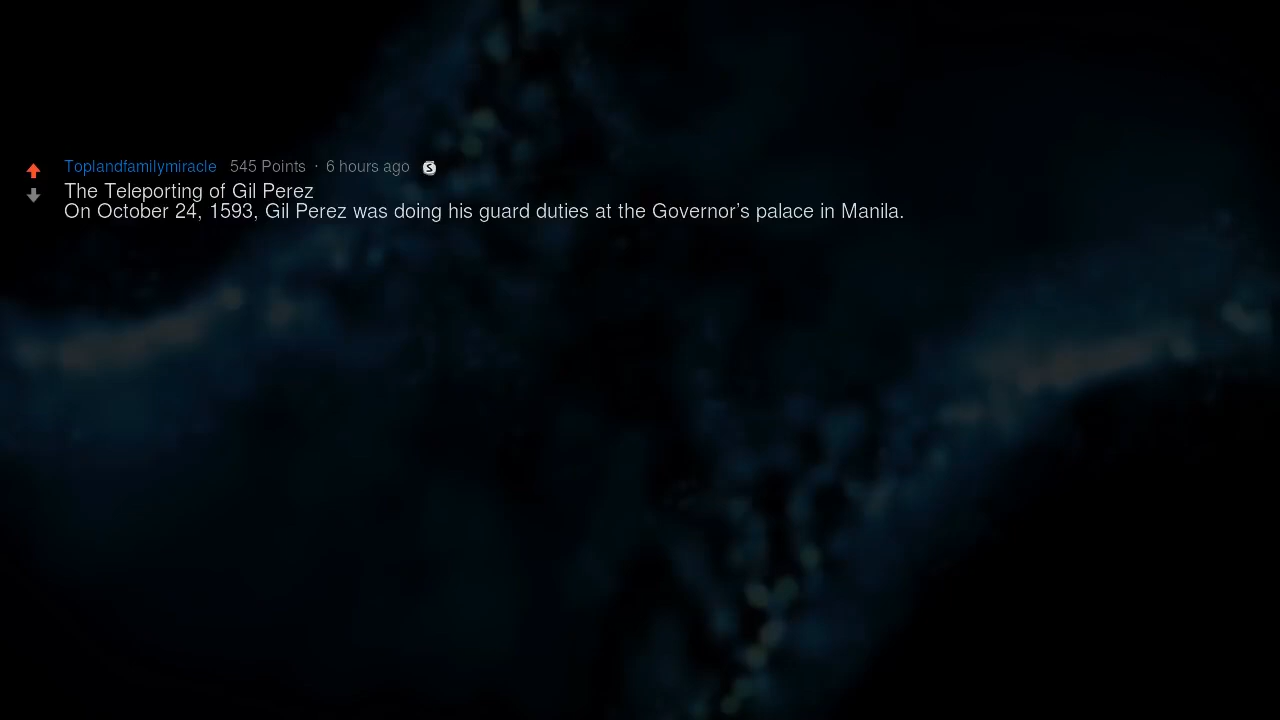 Toplandfamilymiracle 545 Points · 6 hours ago S
The Teleporting of Gil Perez
On October 24, 1593, Gil Perez was doing his guard duties at the Governor’s palace in Manila.